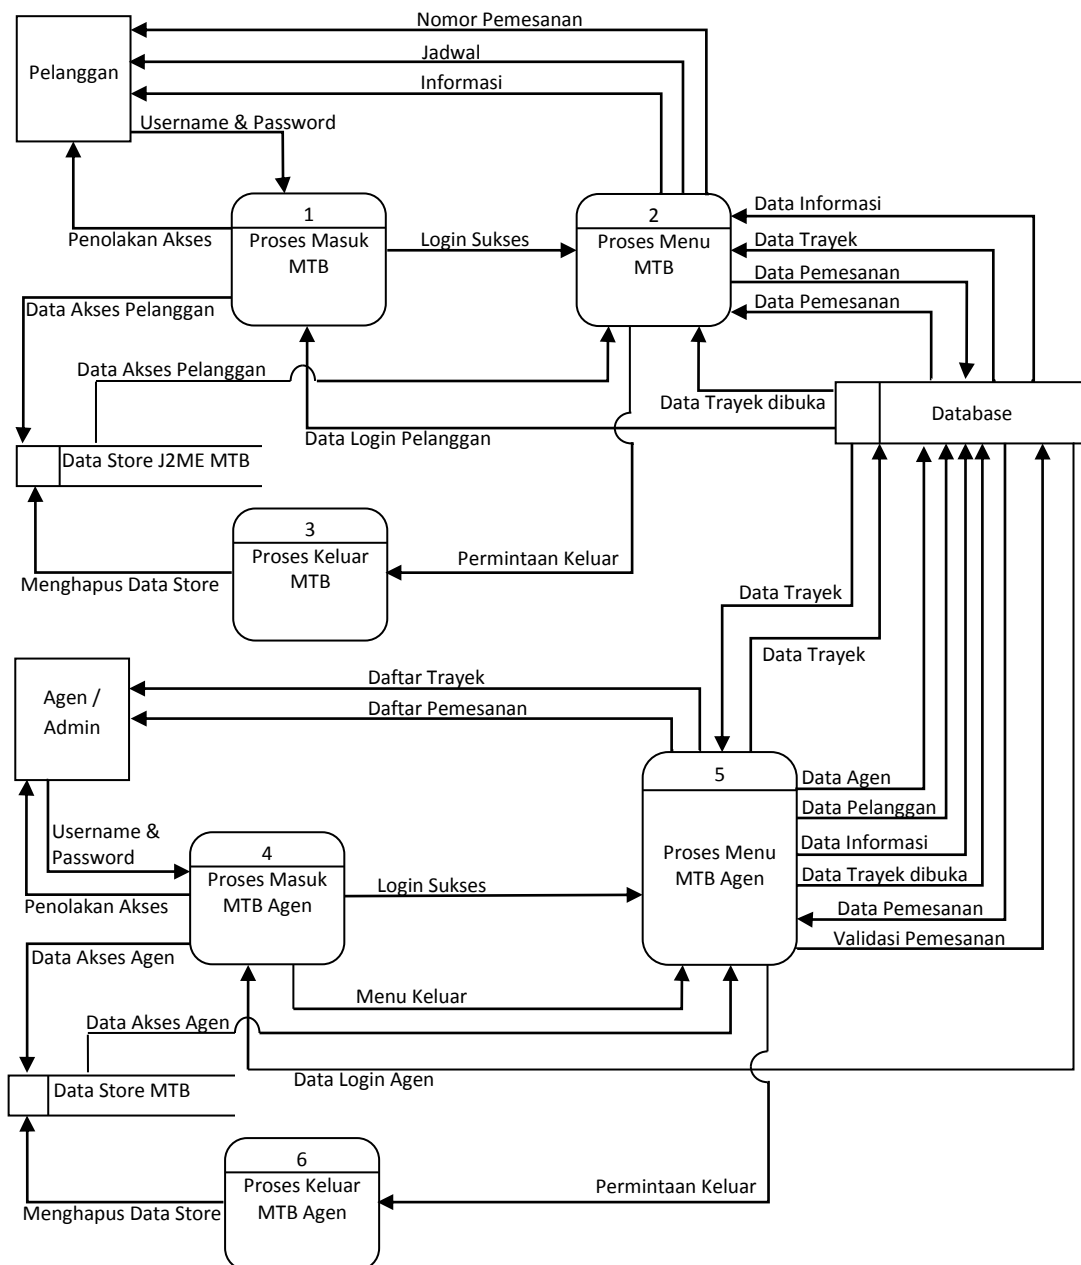 Nomor Pemesanan
Jadwal
Informasi
Pelanggan
Username & Password
1
Proses Masuk
MTB
2
Proses Menu
MTB
Penolakan Akses
Login Sukses
Data Informasi
Data Trayek
Data Pemesanan
Data Pemesanan
Data Akses Pelanggan
Data Akses Pelanggan
Data Trayek dibuka
Database
Data Login Pelanggan
Data Store J2ME MTB
3
Proses Keluar
MTB
Permintaan Keluar
Menghapus Data Store
Data Trayek
Data Trayek
Daftar Trayek
Daftar Pemesanan
Agen /
Admin
5
Proses Menu
MTB Agen
Data Agen
Data Pelanggan
Data Informasi
Data Trayek dibuka
Data Pemesanan
Validasi Pemesanan
Username &
Password
4
Proses Masuk
MTB Agen
Login Sukses
Penolakan Akses
Data Akses Agen
Menu Keluar
Data Akses Agen
Data Login Agen
Data Store MTB
6
Proses Keluar
MTB Agen
Permintaan Keluar
Menghapus Data Store